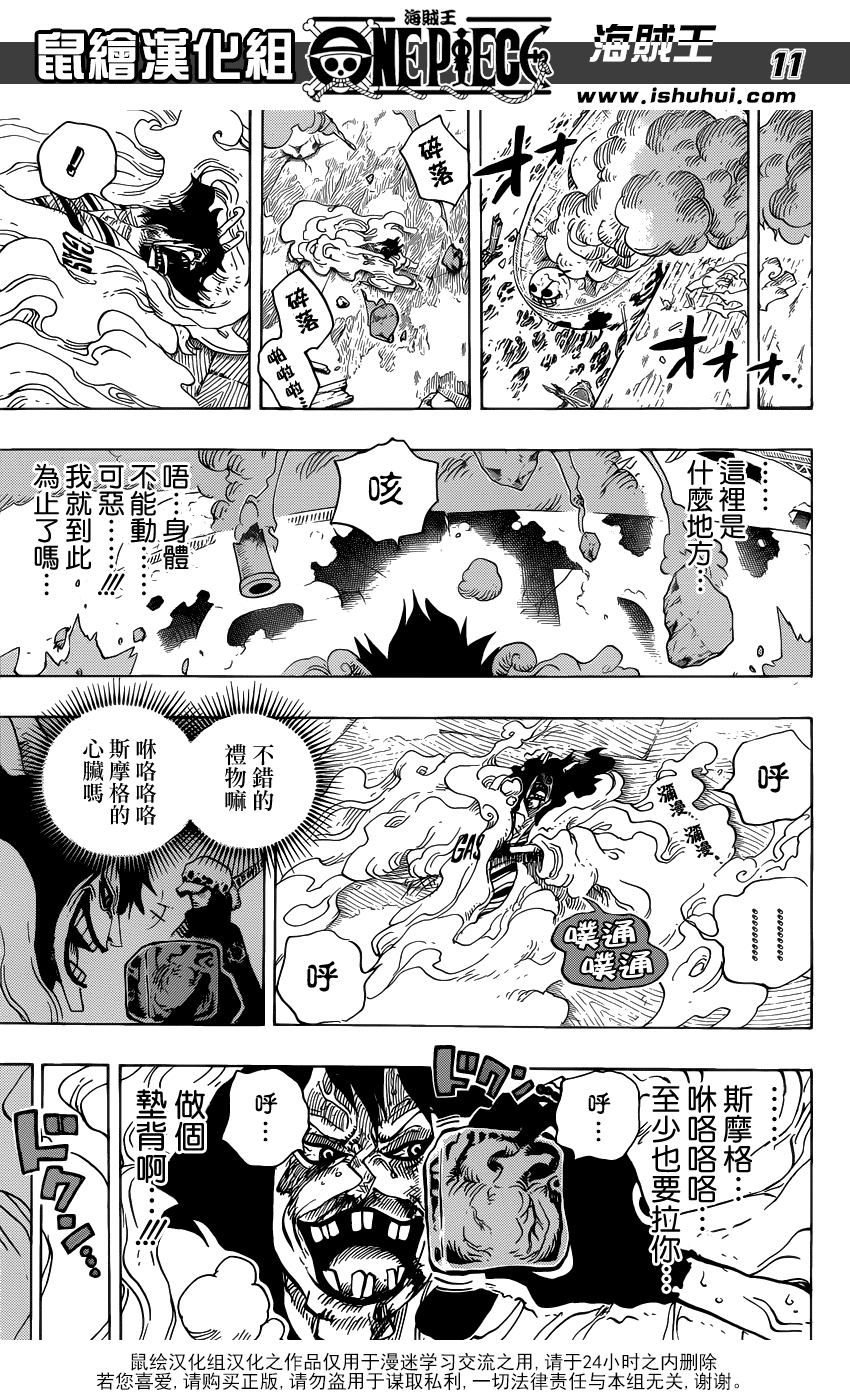 鼠繪漢化組
海賊王
ONE PIECE
海賊王
11
www.ishuhui.com
オオ
オオォ...
碎落
碎落
啪啦啦...
!
GAS
……
這裡是
什麼地方…
咳
唔…身體
不能動…
可惡……!!!
我就到此
為止了嗎…
呼
………
瀰漫…
瀰漫…
GAS
噗通
噗通
呼
不錯的
禮物嘛
咻咯咯咯
斯摩格的
心臟嗎
……
斯摩格…
咻咯咯咯…
至少也要拉你…
呼…
ドクン…
呼…
做個
墊背啊…!!!
ドクン…
鼠绘汉化组汉化之作品仅用于漫迷学习交流之用,请于24小时之内删除
若您喜爱,请购买正版,请勿盗用于谋取私利,一切法律责任与本组无关,谢谢。